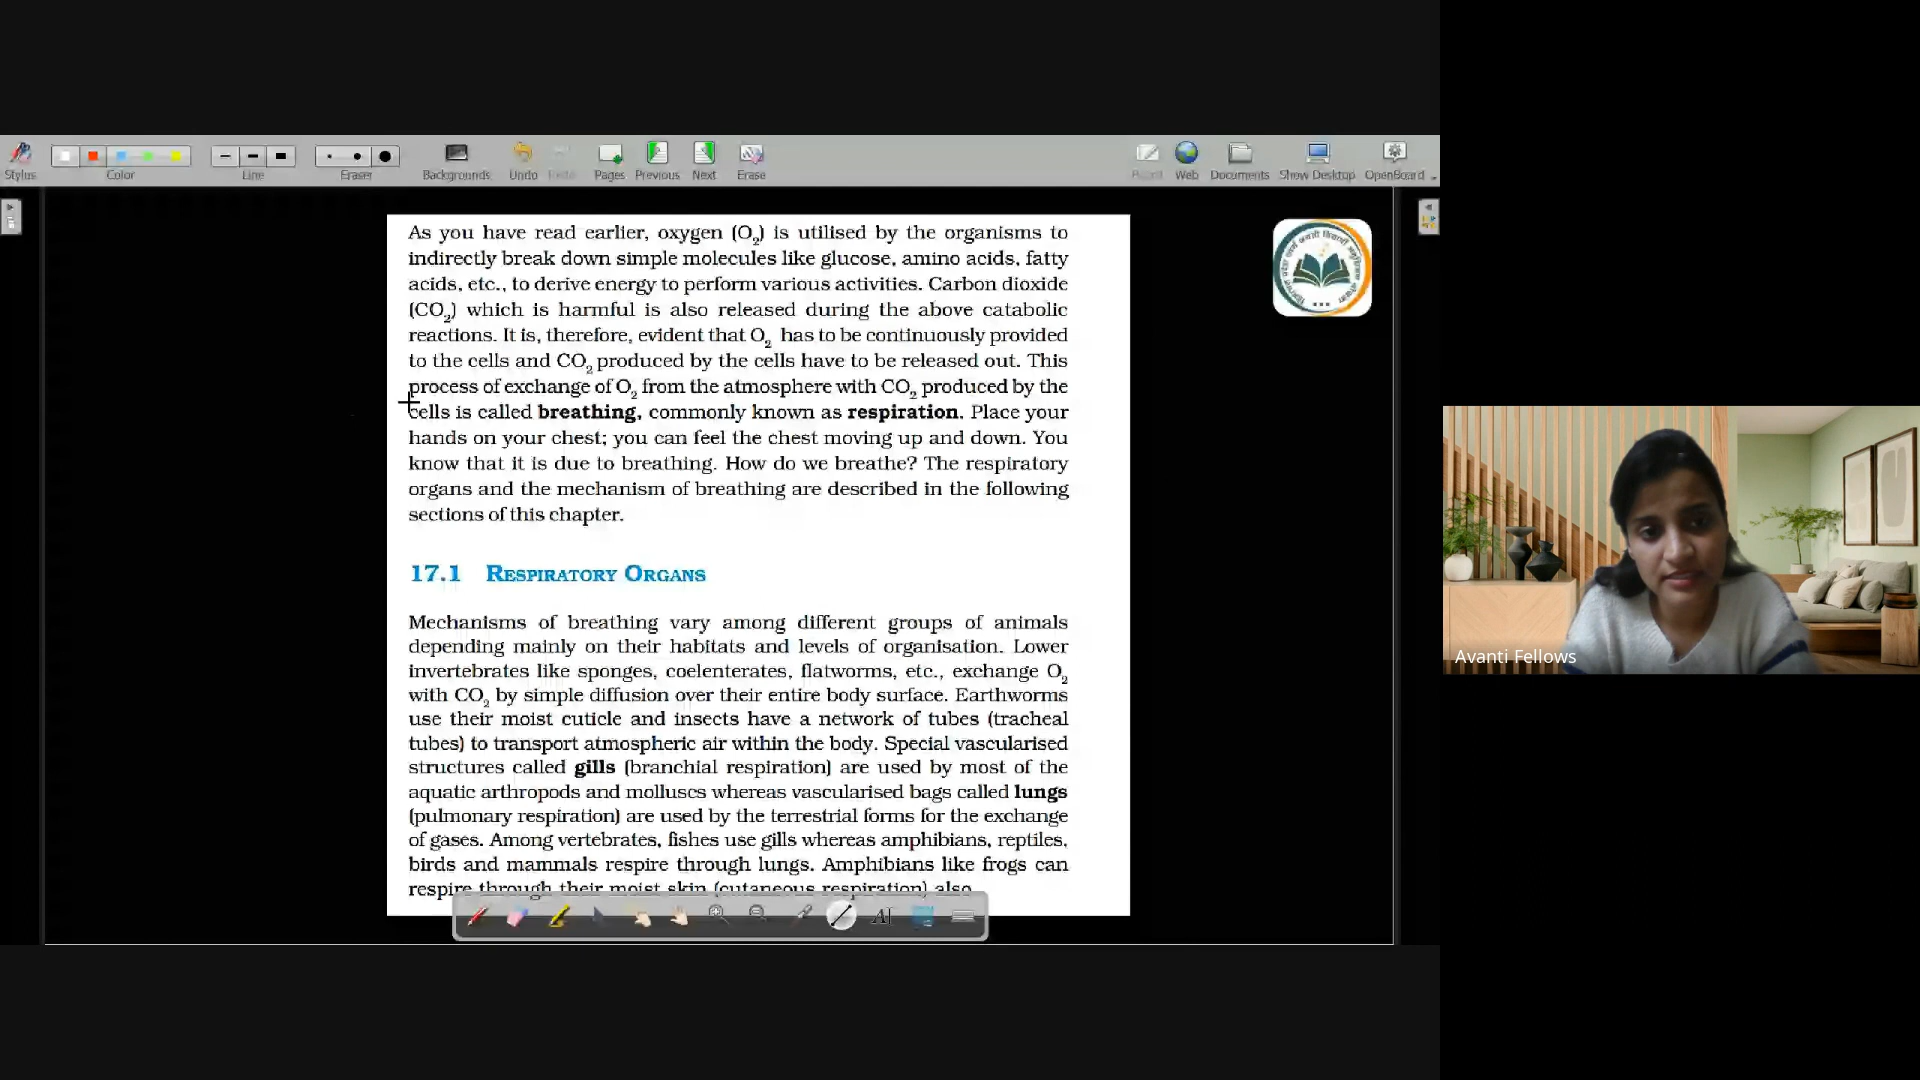 Stylus
Color
Line
Eraser
Backgrounds
Undo
Redo
Pages
Previous
Next
Erase
Board
Web
Documents
Show Desktop
OpenBoard
As you have read earlier, oxygen (O2) is utilised by the organisms to
indirectly break down simple molecules like glucose, amino acids, fatty
acids, etc., to derive energy to perform various activities. Carbon dioxide
(CO2) which is harmful is also released during the above catabolic
reactions. It is, therefore, evident that O2 has to be continuously provided
to the cells and CO2 produced by the cells have to be released out. This
process of exchange of O2 from the atmosphere with CO2 produced by the
cells is called breathing, commonly known as respiration. Place your
hands on your chest; you can feel the chest moving up and down. You
know that it is due to breathing. How do we breathe? The respiratory
organs and the mechanism of breathing are described in the following
sections of this chapter.
17.1 RESPIRATORY ORGANS
Mechanisms of breathing vary among different groups of animals
depending mainly on their habitats and levels of organisation. Lower
invertebrates like sponges, coelenterates, flatworms, etc., exchange O2
with CO2 by simple diffusion over their entire body surface. Earthworms
use their moist cuticle and insects have a network of tubes (tracheal
tubes) to transport atmospheric air within the body. Special vascularised
structures called gills (branchial respiration) are used by most of the
aquatic arthropods and molluscs whereas vascularised bags called lungs
(pulmonary respiration) are used by the terrestrial forms for the exchange
of gases. Among vertebrates, fishes use gills whereas amphibians, reptiles,
birds and mammals respire through lungs. Amphibians like frogs can
respire through their moist skin (cutaneous respiration) also.
Avanti Fellows